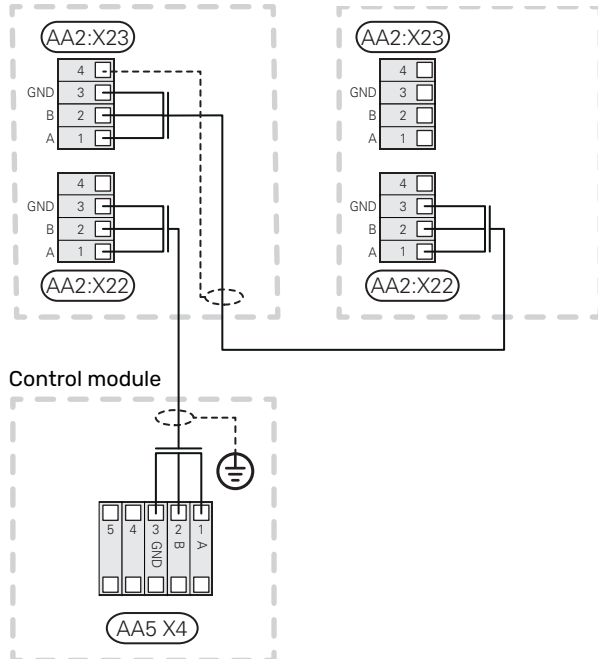 AA2:X23
4
GND 3
B 2
A 1
4
GND 3
B 2
A 1
AA2:X22
AA2:X23
4
GND 3
B 2
A 1
4
GND 3
B 2
A 1
AA2:X22
Control module
5 4 3 2 1
GND B A
AA5 X4